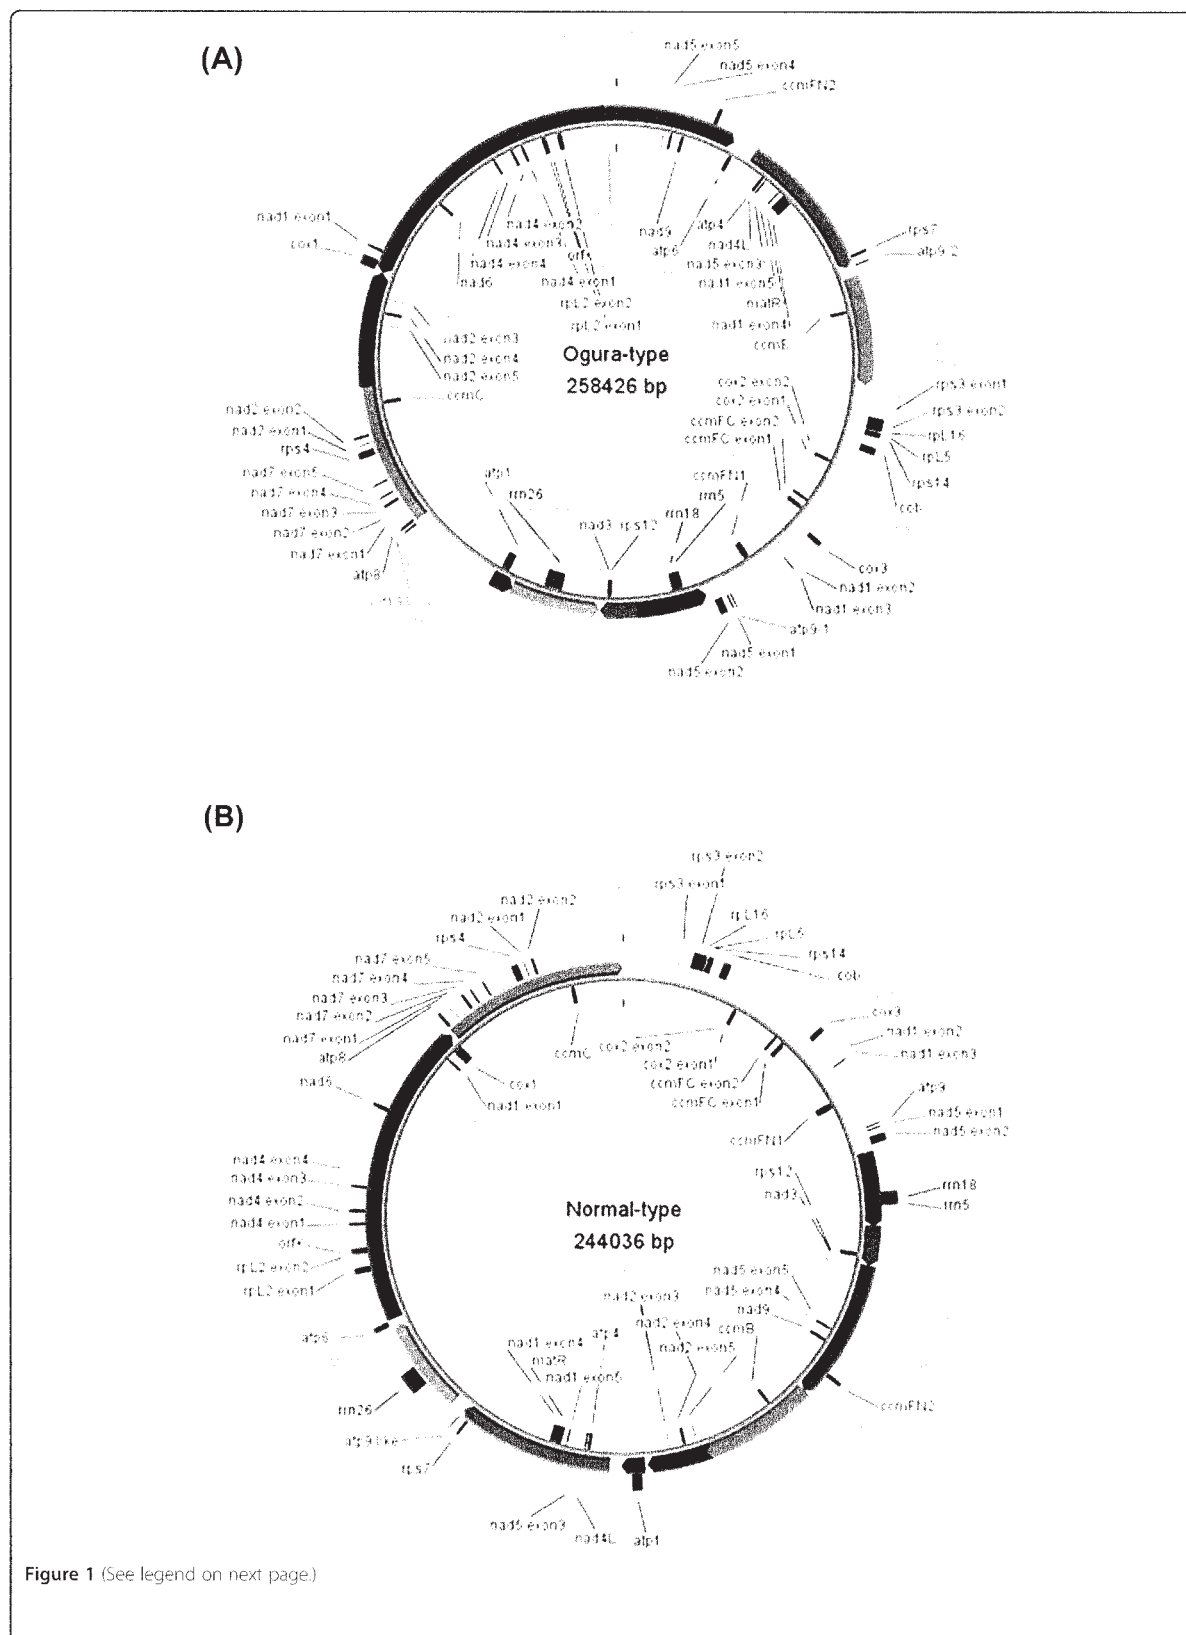 (A)
nad5 exon5
nad5 exon4
ccmFN2
nad1 exon1
cox1
nad4 exon2
nad4 exon3
nad4 exon4
nad6
orf
nad4 exon1
rpL2 exon2
rpL2 exon1
nad9
atp6
atp4
nad4L
nad5 exon3
nad1 exon5
matR
nad1 exon4
ccmB
rps7
atp9-2
nad2 exon3
nad2 exon4
nad2 exon5
ccmC
Ogura-type
258426 bp
cox2 exon2
cox2 exon1
ccmFC exon2
ccmFC exon1
rps3 exon1
rps3 exon2
rpL16
rpL5
rps14
cob
nad2 exon2
nad2 exon1
rps4
nad7 exon5
nad7 exon4
nad7 exon3
nad7 exon2
nad7 exon1
atp8
atp1
rrn26
nad3
rps12
rrn18
rrn5
ccmFN1
cox3
nad1 exon2
nad1 exon3
atp9-1
nad5 exon1
nad5 exon2
(B)
rps3 exon2
rps3 exon1
rpL16
rpL5
rps14
cob
nad2 exon2
nad2 exon1
rps4
nad7 exon5
nad7 exon4
nad7 exon3
nad7 exon2
nad7 exon1
atp8
nad6
cox1
nad1 exon1
ccmC
cox2 exon2
cox2 exon1
ccmFC exon2
ccmFC exon1
cox3
nad1 exon2
nad1 exon3
atp9
nad5 exon1
nad5 exon2
ccmFN1
rps12
nad3
rrn18
rrn5
nad4 exon4
nad4 exon3
nad4 exon2
nad4 exon1
orf
rpL2 exon2
rpL2 exon1
atp6
Normal-type
244036 bp
nad5 exon5
nad5 exon4
nad9
nad2 exon3
nad2 exon4
nad2 exon5
ccmB
nad1 exon4
matR
nad1 exon5
atp4
ccmFN2
rrn26
atp9 like
rps7
nad5 exon3
nad4L
atp1
Figure 1 (See legend on next page.)